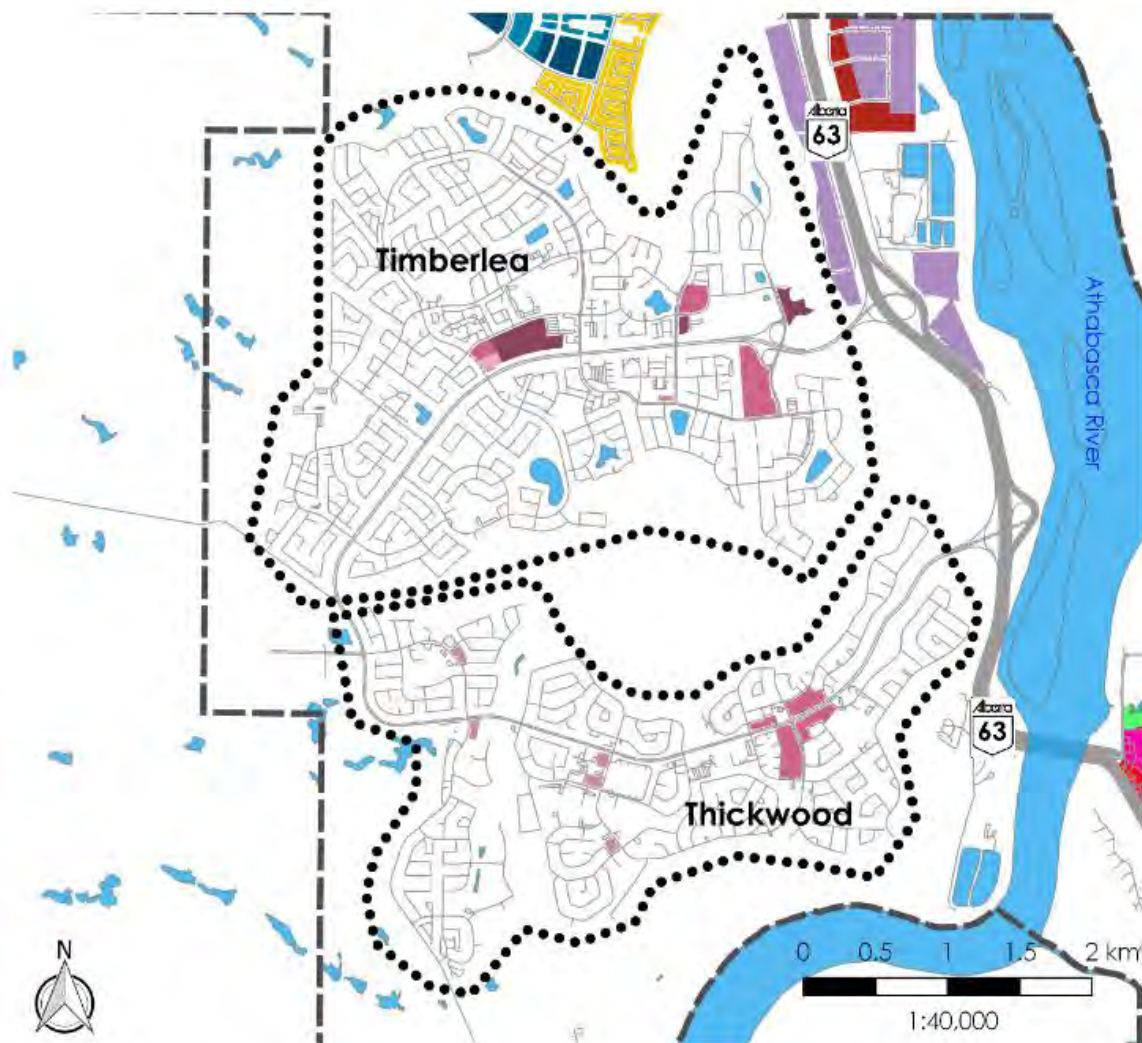 Alberta
63
Timberlea
Athabasca River
Alberta
63
Thickwood
N
0 0.5 1 1.5 2 km
1:40,000